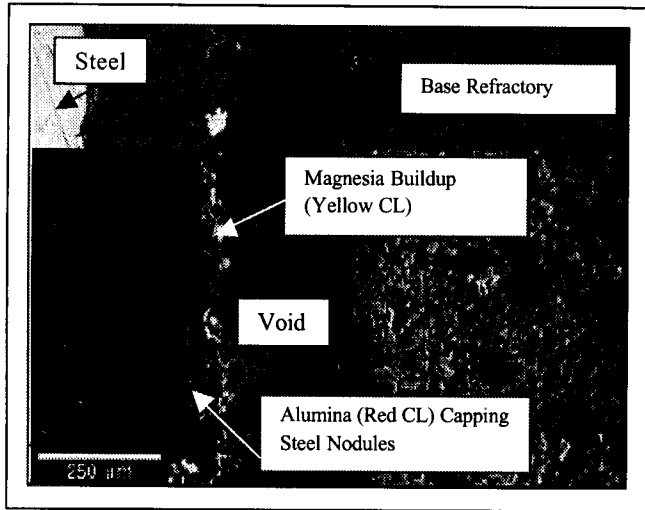 Steel
Base Refractory
Magnesia Buildup
(Yellow CL)
Void
Alumina (Red CL) Capping
Steel Nodules
250 µm